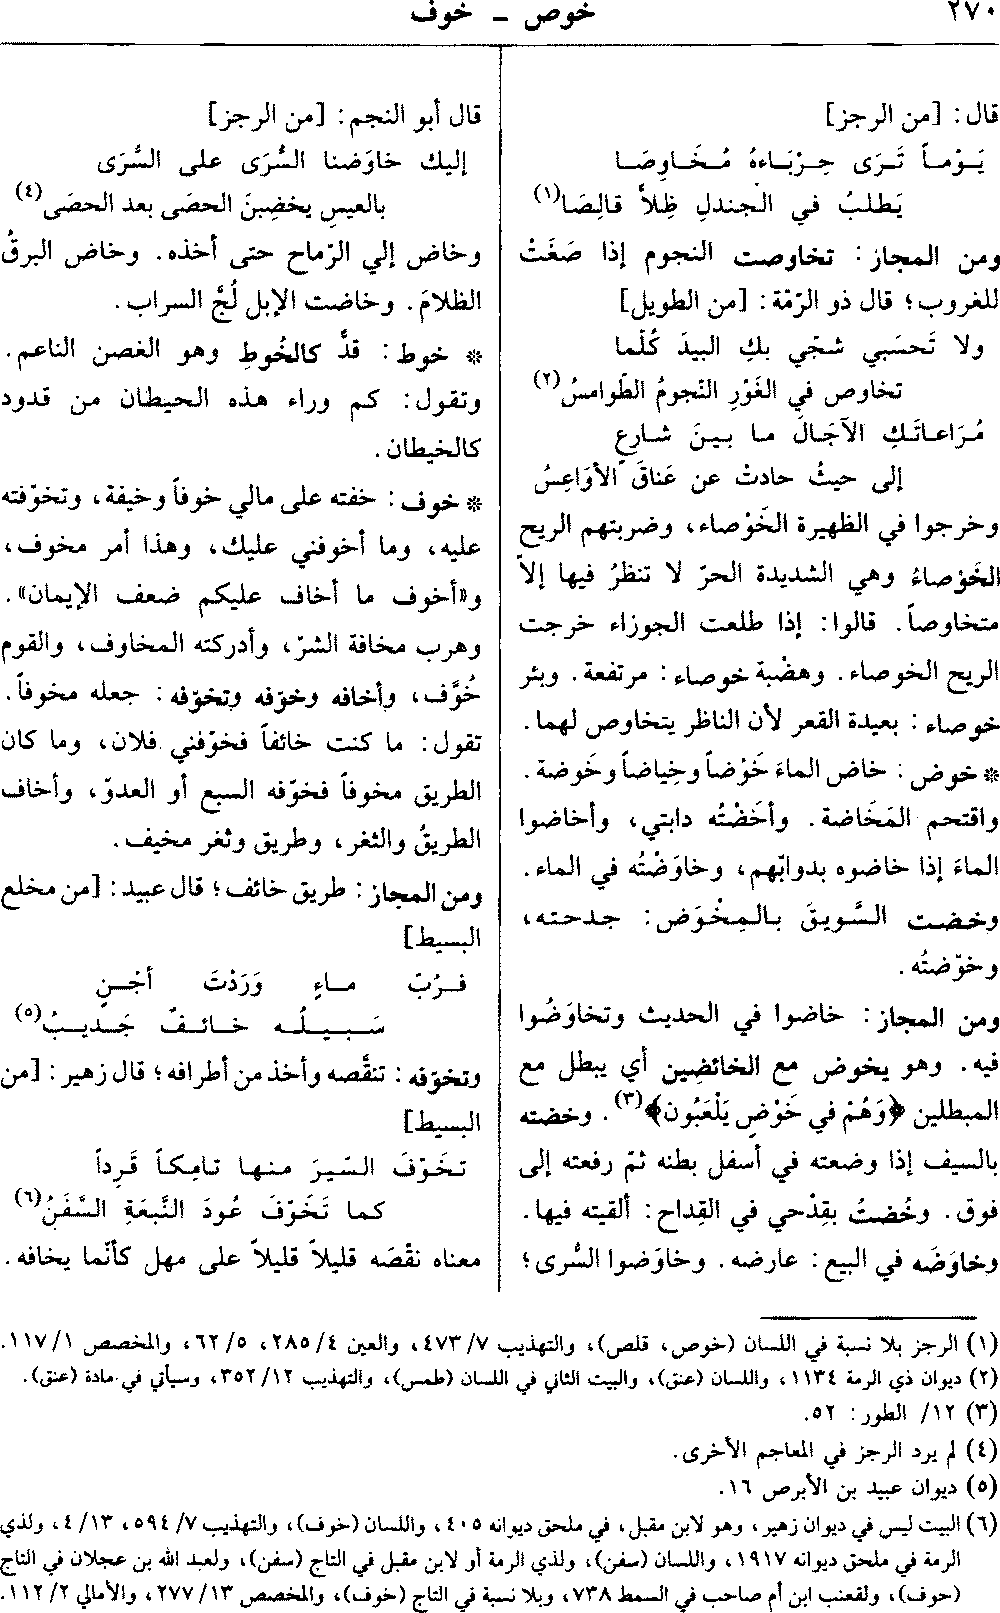 ٢٧٠
خوص - خوف
قال: [من الرجز]
يَوْماً تَرَى حِرْبَاءَهُ مُخَاوِصَا
يَطلبُ في الجندلِ ظِلاًّ قالِصَا(١)
ومن المجاز: تخاوصت النجوم إذا صَغَتْ
للغروب؛ قال ذو الرّمّة: [من الطويل]
ولا تَحسَبي شجّي بكِ البيدَ كُلّما
تخاوص في الغَوْرِ النّجومُ الطّوامسُ(٢)
مُرَاعاتَكِ الآجَالَ ما بينَ شارِعٍ
إلى حيثُ حادتْ عن عَناقَ الأوَاعِسُ
وخرجوا في الظهيرة الخَوْصاء، وضربتهم الريح
الخَوْصاءُ وهي الشديدة الحرّ لا تنظرُ فيها إلاّ
متخاوصاً. قالوا: إذا طلعت الجوزاء خرجت
الريح الخوصاء. وهضْبة خوصاء: مرتفعة. وبئر
خوصاء: بعيدة القعر لأن الناظر يتخاوص لهما.
* خوض: خاض الماءَ خَوْضاً وخِياضاً وخَوضة.
واقتحم المَخَاضة. وأخَضْتُه دابتي، وأخاضوا
الماءَ إذا خاضوه بدوابّهم، وخاوَضْتُه في الماء.
وخضت السَّويقَ بالمِخْوَض: جدحته،
وخوّضتُه.
ومن المجاز: خاضوا في الحديث وتخاوَضُوا
فيه. وهو يخوض مع الخائضِين أي يبطل مع
المبطلين ﴿وَهُمْ في خَوْضٍ يَلْعَبُون﴾(٣). وخضته
بالسيف إذا وضعته في أسفل بطنه ثمّ رفعته إلى
فوق. وخُضتُ بقِدْحي في القِداح: ألقيته فيها.
وخاوَضَه في البيع: عارضه. وخاوَضوا السُّرى؛
قال أبو النجم: [من الرجز]
إليك خاوَضنا السُّرَى على السُّرَى
بالعيسِ يخضِبنَ الحصَى بعد الحصَى(٤)
وخاض إلي الرّماح حتى أخذه. وخاض البرقُ
الظلامَ. وخاضت الإبل لُجَّ السراب.
* خوط: قدٌّ كالخُوطِ وهو الغصن الناعم.
وتقول: كم وراء هذه الحيطان من قدود
كالخيطان.
* خوف: خفته على مالي خوفاً وخيفة، وتخوّفته
عليه، وما أخوفني عليك، وهذا أمر مخوف،
و«أخوف ما أخاف عليكم ضعف الإيمان».
وهرب مخافة الشرّ، وأدركته المخاوف، والقوم
خُوَّف، وأخافه وخوّفه وتخوّفه: جعله مخوفاً.
تقول: ما كنت خائفاً فخوّفني فلان، وما كان
الطريق مخوفاً فخوّفه السبع أو العدوّ، وأخاف
الطريقُ والثغر، وطريق وثغر مخيف.
ومن المجاز: طريق خائف؛ قال عبيد: [من مخلع
البسيط]
فرُبّ ماءٍ وَرَدْتَ أجْنٍ
سَبِيلُه خائفٌ جَديبُ(٥)
وتخوّفه: تنقَّصه وأخذ من أطرافه؛ قال زهير: [من
البسيط]
تخَوّفَ السّيرَ منها تامِكاً قَرِداً
كما تَخَوّفَ عُودَ النَّبعَةِ السَّفَنُ(٦)
معناه نقْصَه قليلاً قليلاً على مهل كأنّما يخافه.
(١) الرجز بلا نسبة في اللسان (خوص، قلص)، والتهذيب ٧/ ٤٧٣، والعين ٤/ ٢٨٥، ٥/ ٦٢، والمخصص ١/ ١١٧.
(٢) ديوان ذي الرمة ١١٣٤، واللسان (عنق)، والبيت الثاني في اللسان (طمس)، والتهذيب ١٢/ ٣٥٢، وسيأتي في مادة (عنق).
(٣) ١٢/ الطور: ٥٢.
(٤) لم يرد الرجز في المعاجم الأخرى.
(٥) ديوان عبيد بن الأبرص ١٦.
(٦) البيت ليس في ديوان زهير، وهو لابن مقبل، في ملحق ديوانه ٤٠٥، واللسان (خوف)، والتهذيب ٧/ ٥٩٤، ١٣/ ٤، ولذي
الرمة في ملحق ديوانه ١٩١٧، واللسان (سفن)، ولذي الرمة أو لابن مقبل في التاج (سفن)، ولعبد الله بن عجلان في التاج
(حوف)، ولقعنب ابن أم صاحب في السمط ٧٣٨، وبلا نسبة في التاج (خوف)، والمخصص ١٣/ ٢٧٧، والأمالي ٢/ ١١٢.